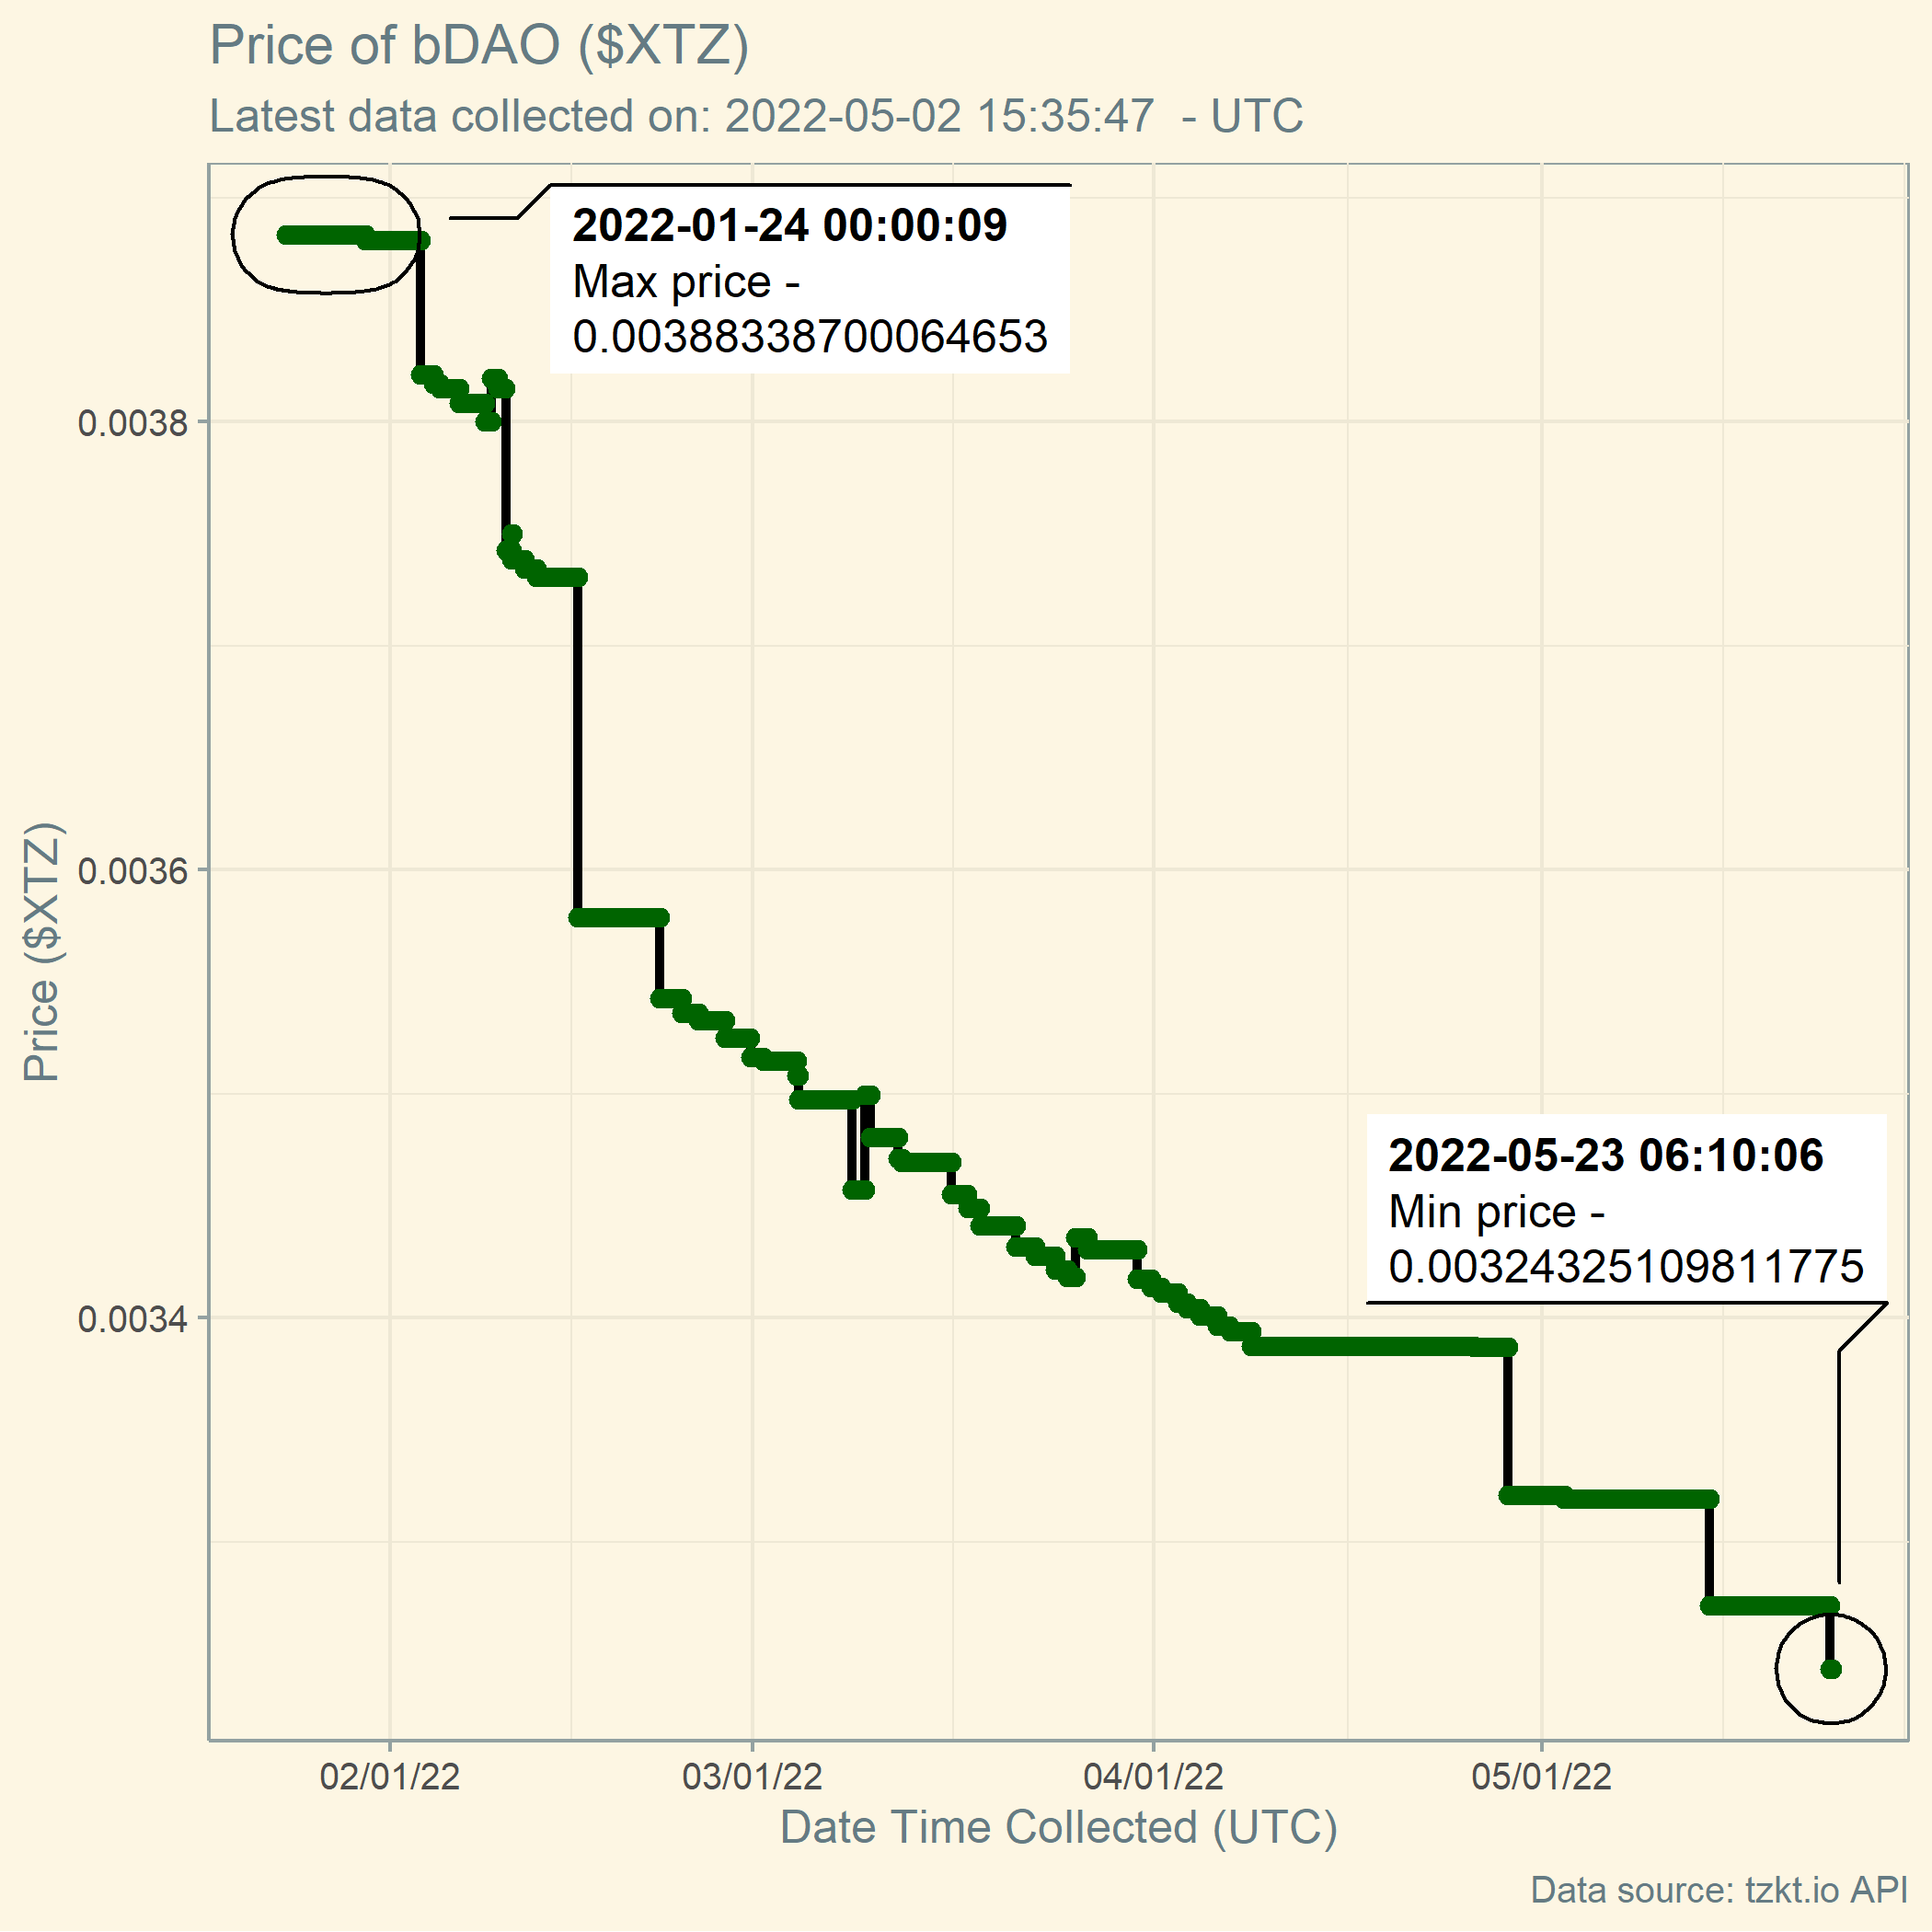 Price of bDAO ($XTZ)
Latest data collected on: 2022-05-02 15:35:47  - UTC
2022-01-24 00:00:09
Max price -
0.00388338700064653
0.0038
0.0036
0.0034
Price ($XTZ)
2022-05-23 06:10:06
Min price -
0.00324325109811775
02/01/22
03/01/22
04/01/22
05/01/22
Date Time Collected (UTC)
Data source: tzkt.io API